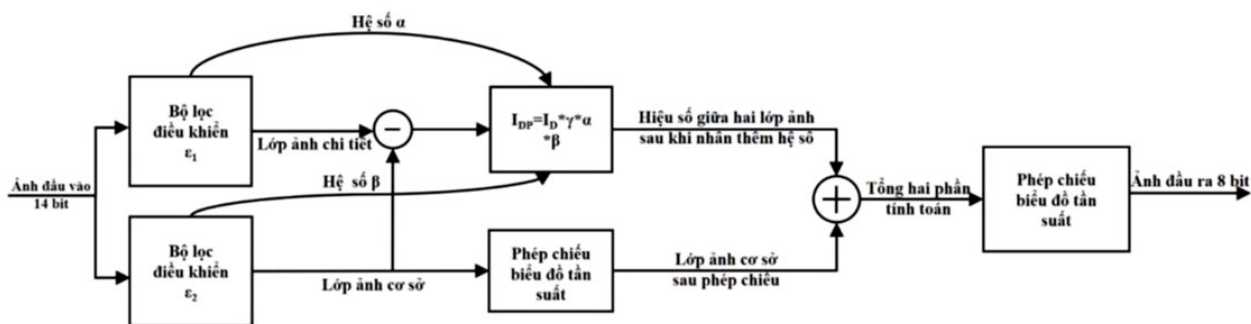 Hệ số α
Bộ lọc
điều khiển
ε₁
Lớp ảnh chi tiết
−
I_DP=I_D*γ*α
*β
Hiệu số giữa hai lớp ảnh
sau khi nhân thêm hệ số
Ảnh đầu vào
14 bit
Hệ số β
Bộ lọc
điều khiển
ε₂
Lớp ảnh cơ sở
Phép chiếu
biểu đồ tần
suất
Lớp ảnh cơ sở
sau phép chiếu
+
Tổng hai phần
tính toán
Phép chiếu
biểu đồ tần
suất
Ảnh đầu ra 8 bit